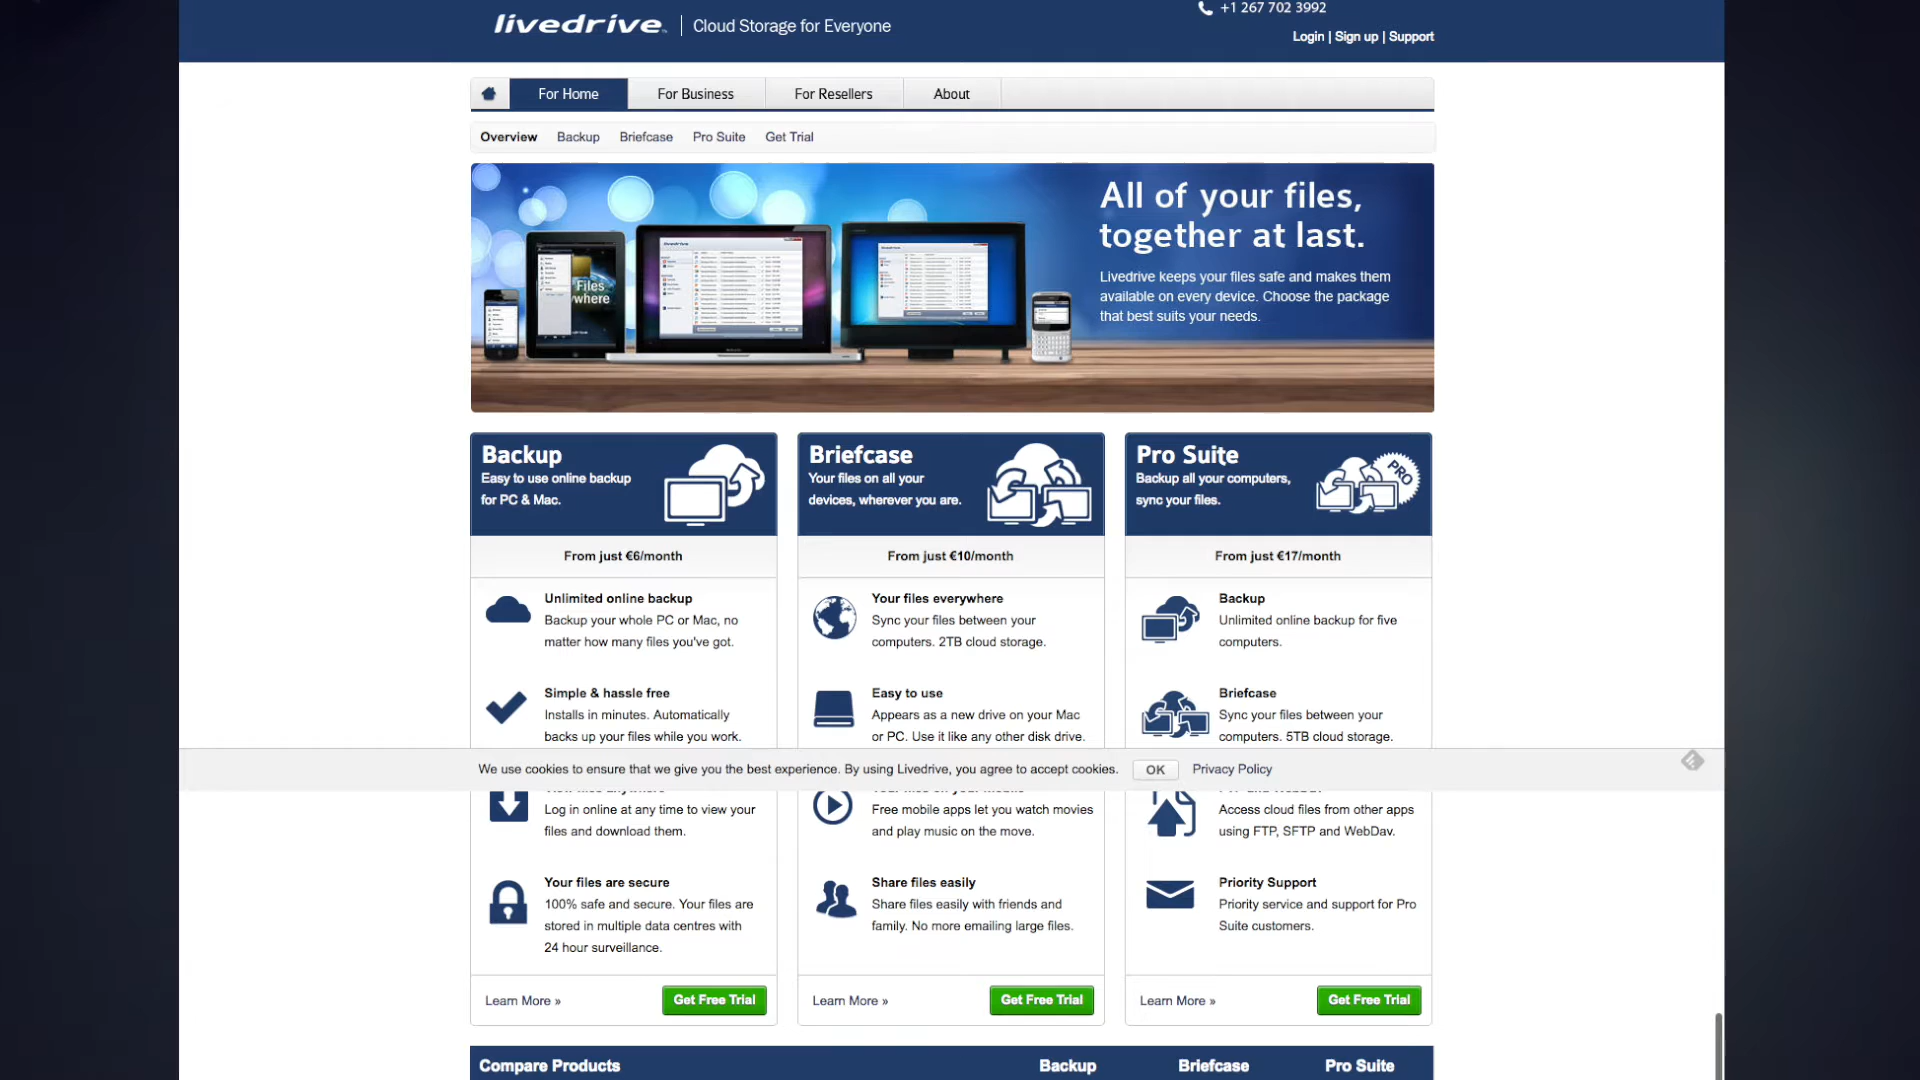 livedrive
Cloud Storage for Everyone
+1 267 702 3992
Login | Sign up | Support
For Home
For Business
For Resellers
About
Overview
Backup
Briefcase
Pro Suite
Get Trial
All of your files,
together at last.
Livedrive keeps your files safe and makes them
available on every device. Choose the package
that best suits your needs.
Files
Backup
Easy to use online backup
for PC & Mac.
From just €6/month
Unlimited online backup
Backup your whole PC or Mac, no
matter how many files you've got.
Simple & hassle free
Installs in minutes. Automatically
backs up your files while you work.
Briefcase
Your files on all your
devices, wherever you are.
From just €10/month
Your files everywhere
Sync your files between your
computers. 2TB cloud storage.
Easy to use
Appears as a new drive on your Mac
or PC. Use it like any other disk drive.
Pro Suite
Backup all your computers,
sync your files.
PRO
From just €17/month
Backup
Unlimited online backup for five
computers.
Briefcase
Sync your files between your
computers. 5TB cloud storage.
We use cookies to ensure that we give you the best experience. By using Livedrive, you agree to accept cookies.
OK
Privacy Policy
Log in online at any time to view your
files and download them.
Your files are secure
100% safe and secure. Your files are
stored in multiple data centres with
24 hour surveillance.
Learn More »
Get Free Trial
Free mobile apps let you watch movies
and play music on the move.
Share files easily
Share files easily with friends and
family. No more emailing large files.
Learn More »
Get Free Trial
Access cloud files from other apps
using FTP, SFTP and WebDav.
Priority Support
Priority service and support for Pro
Suite customers.
Learn More »
Get Free Trial
Compare Products
Backup
Briefcase
Pro Suite